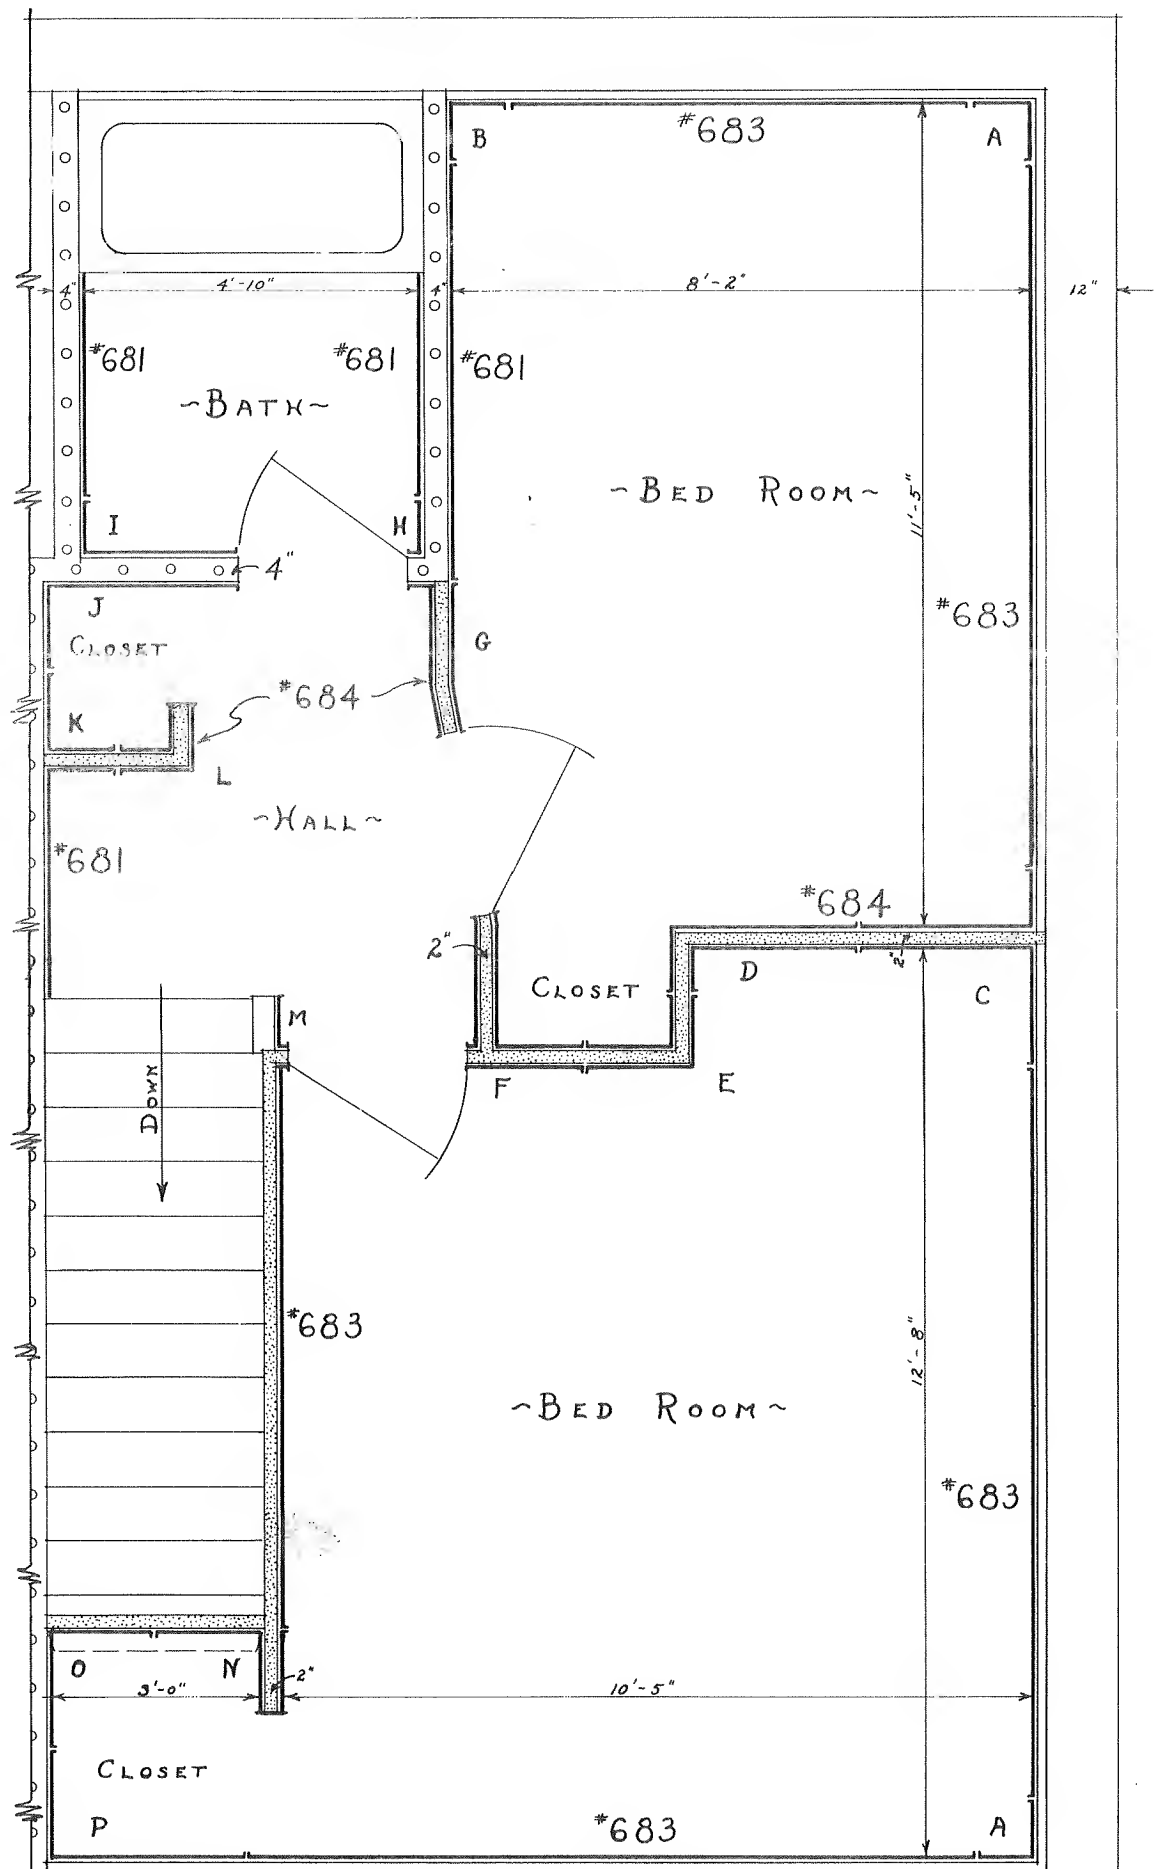 B #683 A
4" 4'-10" 4" 8'-2" 12"
#681 #681 #681
~BATH~
~BED ROOM~
11'-5"
I H
4"
J
#683
CLOSET
G
#684
K
L
~HALL~
#681
#684
2"
D 2"
CLOSET
C
M
F E
DOWN
#683
12'-8"
~BED ROOM~
#683
O N 2"
3'-0" 10'-5"
CLOSET
P #683 A